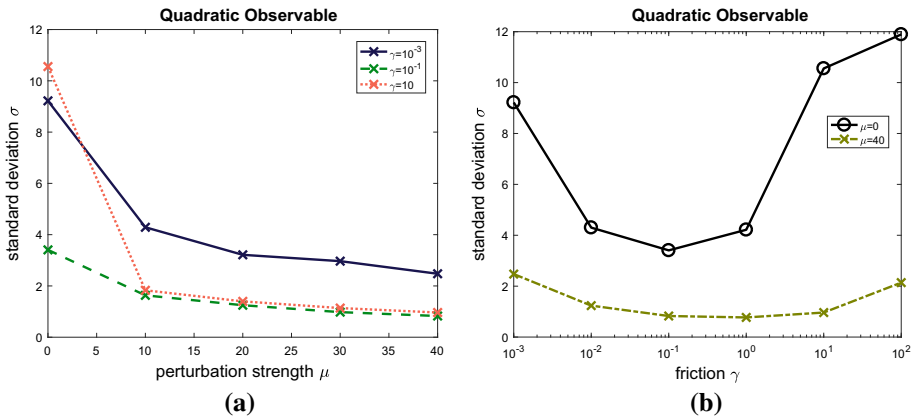 Quadratic Observable
12
10
8
6
4
2
0
0 5 10 15 20 25 30 35 40
standard deviation σ
perturbation strength μ
γ=10⁻³
γ=10⁻¹
γ=10
(a)
Quadratic Observable
12
10
8
6
4
2
0
10⁻³ 10⁻² 10⁻¹ 10⁰ 10¹ 10²
standard deviation σ
friction γ
μ=0
μ=40
(b)